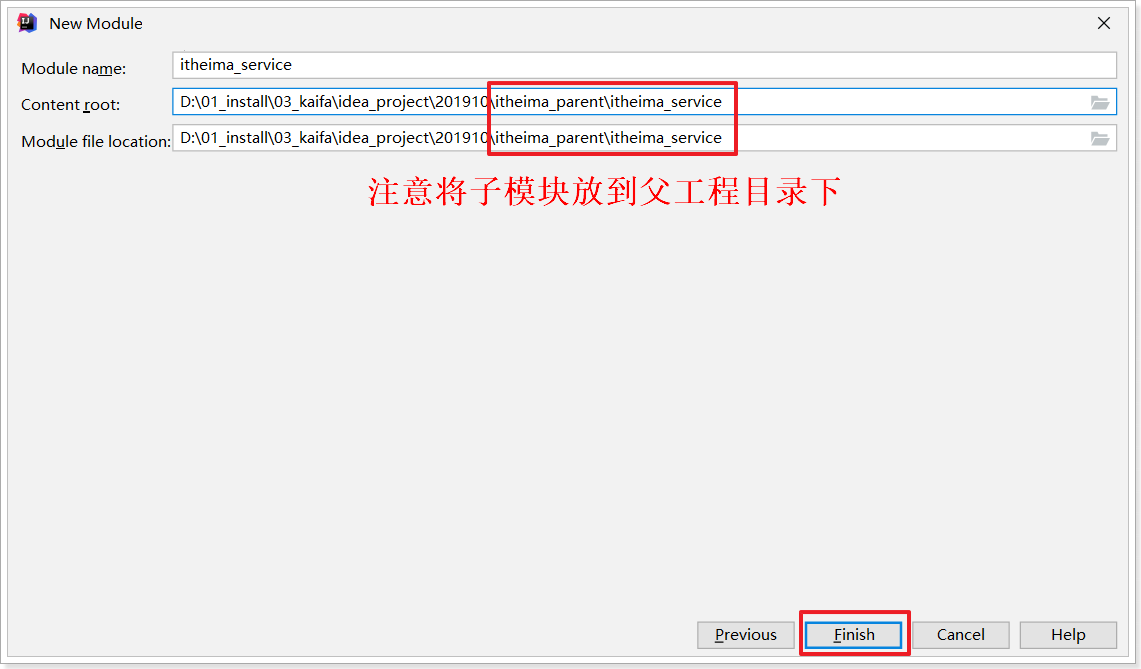 New Module
Module name: itheima_service
Content root: D:\01_install\03_kaifa\idea_project\201910\itheima_parent\itheima_service
Module file location: D:\01_install\03_kaifa\idea_project\201910\itheima_parent\itheima_service
注意将子模块放到父工程目录下
Previous Finish Cancel Help